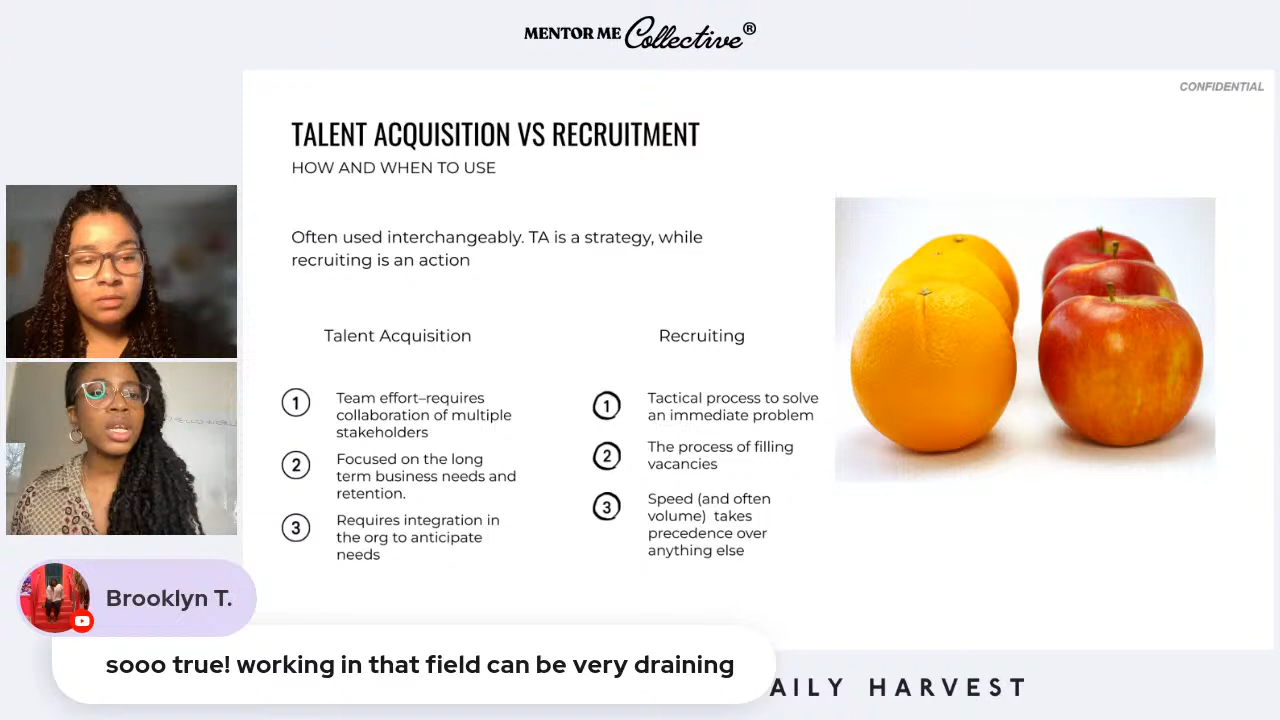 MENTOR ME Collective®
CONFIDENTIAL
TALENT ACQUISITION VS RECRUITMENT
HOW AND WHEN TO USE
Often used interchangeably. TA is a strategy, while
recruiting is an action
Talent Acquisition
1
Team effort–requires
collaboration of multiple
stakeholders
2
Focused on the long
term business needs and
retention.
3
Requires integration in
the org to anticipate
needs
Recruiting
1
Tactical process to solve
an immediate problem
2
The process of filling
vacancies
3
Speed (and often
volume)  takes
precedence over
anything else
Brooklyn T.
sooo true! working in that field can be very draining
AILY HARVEST